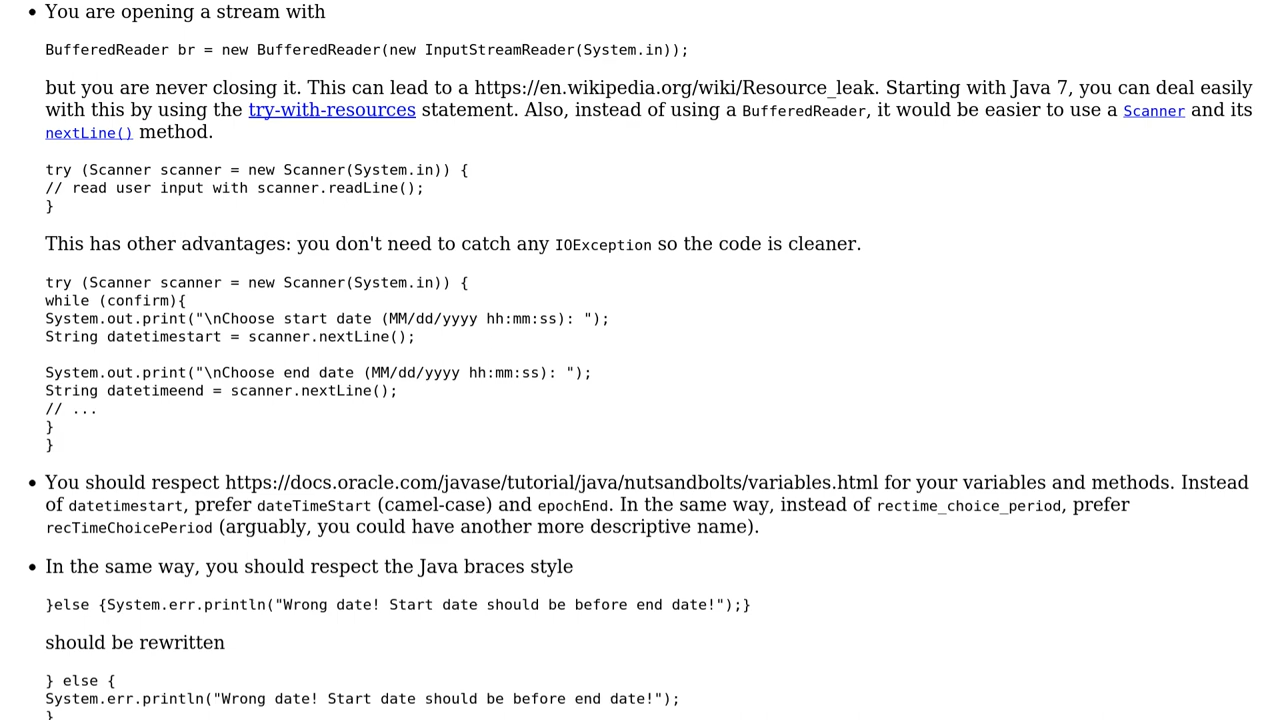 • You are opening a stream with
BufferedReader br = new BufferedReader(new InputStreamReader(System.in));
but you are never closing it. This can lead to a https://en.wikipedia.org/wiki/Resource_leak. Starting with Java 7, you can deal easily
with this by using the try-with-resources statement. Also, instead of using a BufferedReader, it would be easier to use a Scanner and its
nextLine() method.
try (Scanner scanner = new Scanner(System.in)) {
// read user input with scanner.readLine();
}
This has other advantages: you don't need to catch any IOException so the code is cleaner.
try (Scanner scanner = new Scanner(System.in)) {
while (confirm){
System.out.print("\nChoose start date (MM/dd/yyyy hh:mm:ss): ");
String datetimestart = scanner.nextLine();
System.out.print("\nChoose end date (MM/dd/yyyy hh:mm:ss): ");
String datetimeend = scanner.nextLine();
// ...
}
}
• You should respect https://docs.oracle.com/javase/tutorial/java/nutsandbolts/variables.html for your variables and methods. Instead
of datetimestart, prefer dateTimeStart (camel-case) and epochEnd. In the same way, instead of rectime_choice_period, prefer
recTimeChoicePeriod (arguably, you could have another more descriptive name).
• In the same way, you should respect the Java braces style
}else {System.err.println("Wrong date! Start date should be before end date!");}
should be rewritten
} else {
System.err.println("Wrong date! Start date should be before end date!");
}